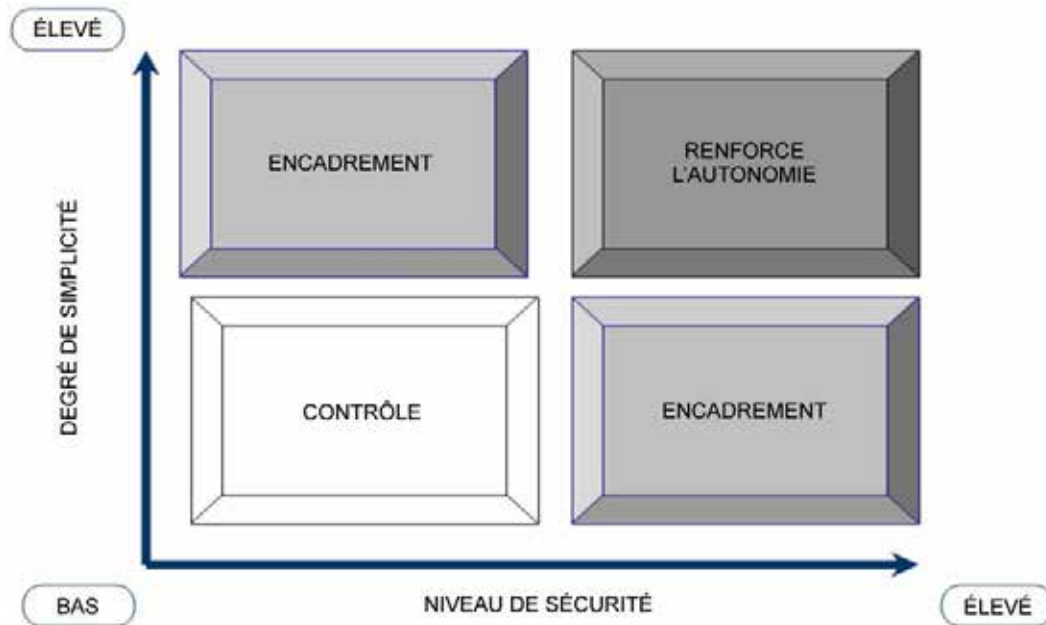 ÉLEVÉ
DEGRÉ DE SIMPLICITÉ
ENCADREMENT
RENFORCE
L'AUTONOMIE
CONTRÔLE
ENCADREMENT
BAS
NIVEAU DE SÉCURITÉ
ÉLEVÉ